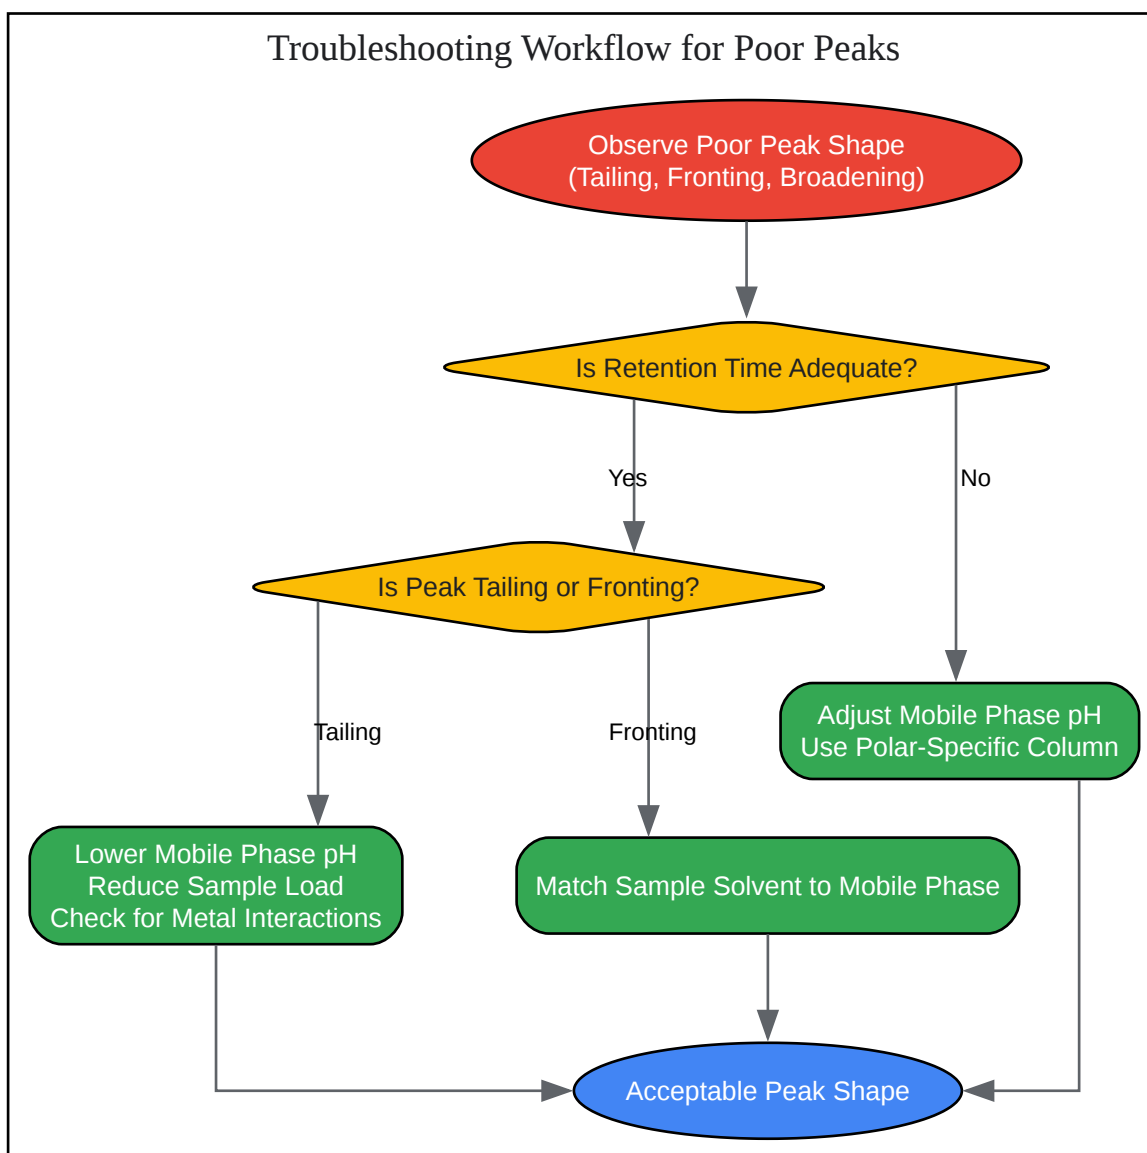 Troubleshooting Workflow for Poor Peaks
Observe Poor Peak Shape
(Tailing, Fronting, Broadening)
Is Retention Time Adequate?
Yes
No
Is Peak Tailing or Fronting?
Adjust Mobile Phase pH
Use Polar-Specific Column
Tailing
Fronting
Lower Mobile Phase pH
Reduce Sample Load
Check for Metal Interactions
Match Sample Solvent to Mobile Phase
Acceptable Peak Shape